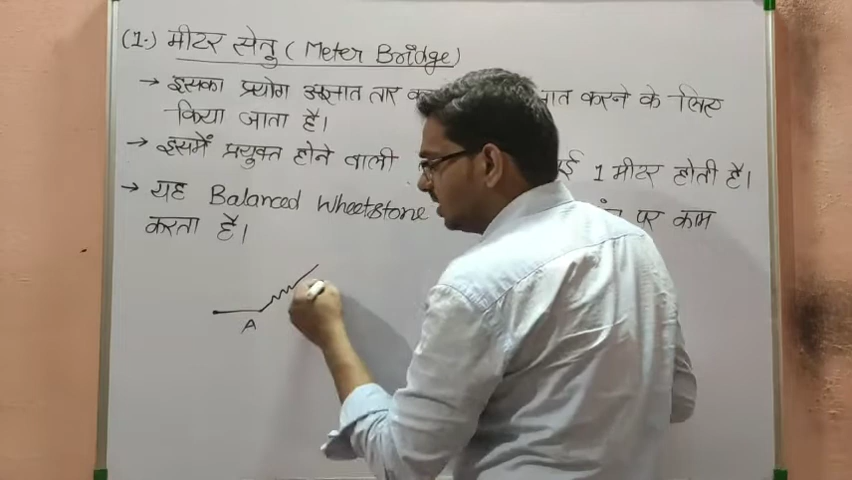 (1.) मीटर सेतु (Meter Bridge)
→ इसका प्रयोग अज्ञात तार ञात करने के लिए
किया जाता है।
→ इसमें प्रयुक्त होने वाली ई 1 मीटर होती है।
→ यह Balanced Wheatstone पर काम
करता है।
A